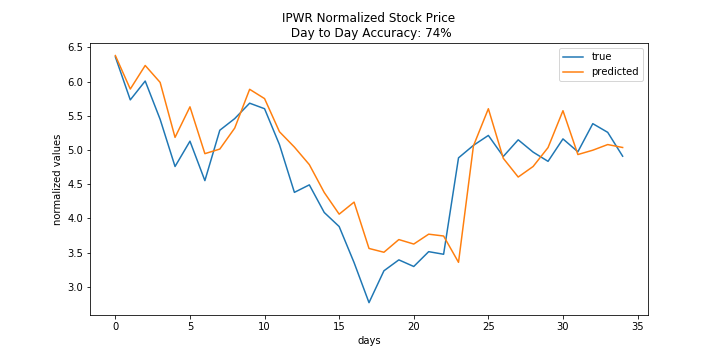 IPWR Normalized Stock Price
Day to Day Accuracy: 74%
true
predicted
normalized values
6.5
6.0
5.5
5.0
4.5
4.0
3.5
3.0
0 5 10 15 20 25 30 35
days